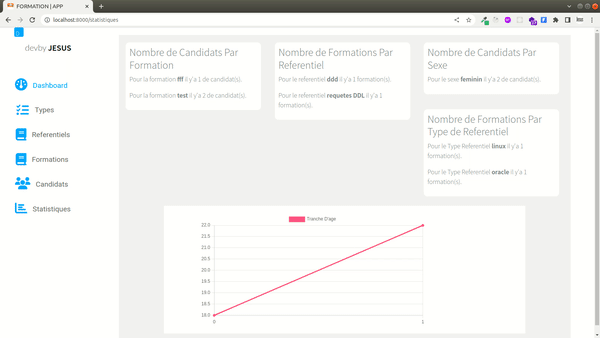 FORMATION | APP
localhost:8000/statistiques
devby JESUS
Dashboard
Types
Referentiels
Formations
Candidats
Statistiques
Nombre de Candidats Par
Formation
Pour la formation fff il y'a 1 de candidat(s).
Pour la formation test il y'a 2 de candidat(s).
Nombre de Formations Par
Referentiel
Pour le referentiel ddd il y'a 1 formation(s).
Pour le referentiel requetes DDL il y'a 1
formation(s).
Nombre de Candidats Par
Sexe
Pour le sexe feminin il y'a 2 de candidat(s).
Nombre de Formations Par
Type de Referentiel
Pour le Type Referentiel linux il y'a 1
formation(s).
Pour le Type Referentiel oracle il y'a 1
formation(s).
Tranche D'age
22.0
21.5
21.0
20.5
20.0
19.5
19.0
18.5
18.0
0
1